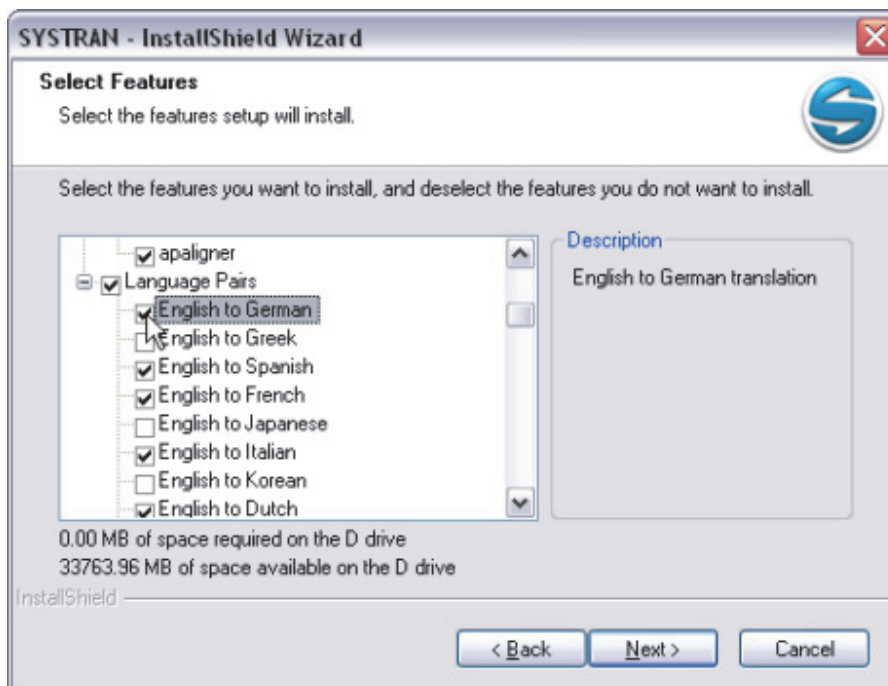 SYSTRAN - InstallShield Wizard
Select Features
Select the features setup will install.
Select the features you want to install, and deselect the features you do not want to install.
apaligner
Language Pairs
English to German
English to Greek
English to Spanish
English to French
English to Japanese
English to Italian
English to Korean
English to Dutch
Description
English to German translation
0.00 MB of space required on the D drive
33763.96 MB of space available on the D drive
InstallShield
< Back Next > Cancel